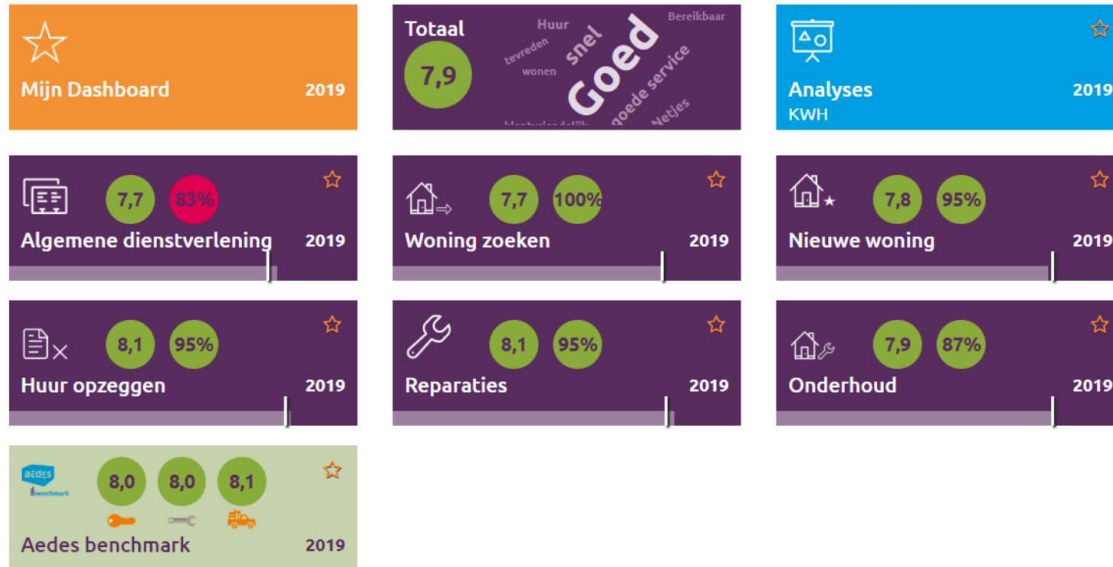 Mijn Dashboard 2019
Totaal
7,9
Huur
Bereikbaar
tevreden
snel
Goed
wonen
goede service
Netjes
Analyses 2019
KWH
7,7 83%
Algemene dienstverlening 2019
7,7 100%
Woning zoeken 2019
7,8 95%
Nieuwe woning 2019
8,1 95%
Huur opzeggen 2019
8,1 95%
Reparaties 2019
7,9 87%
Onderhoud 2019
aedes
benchmark
8,0 8,0 8,1
Aedes benchmark 2019